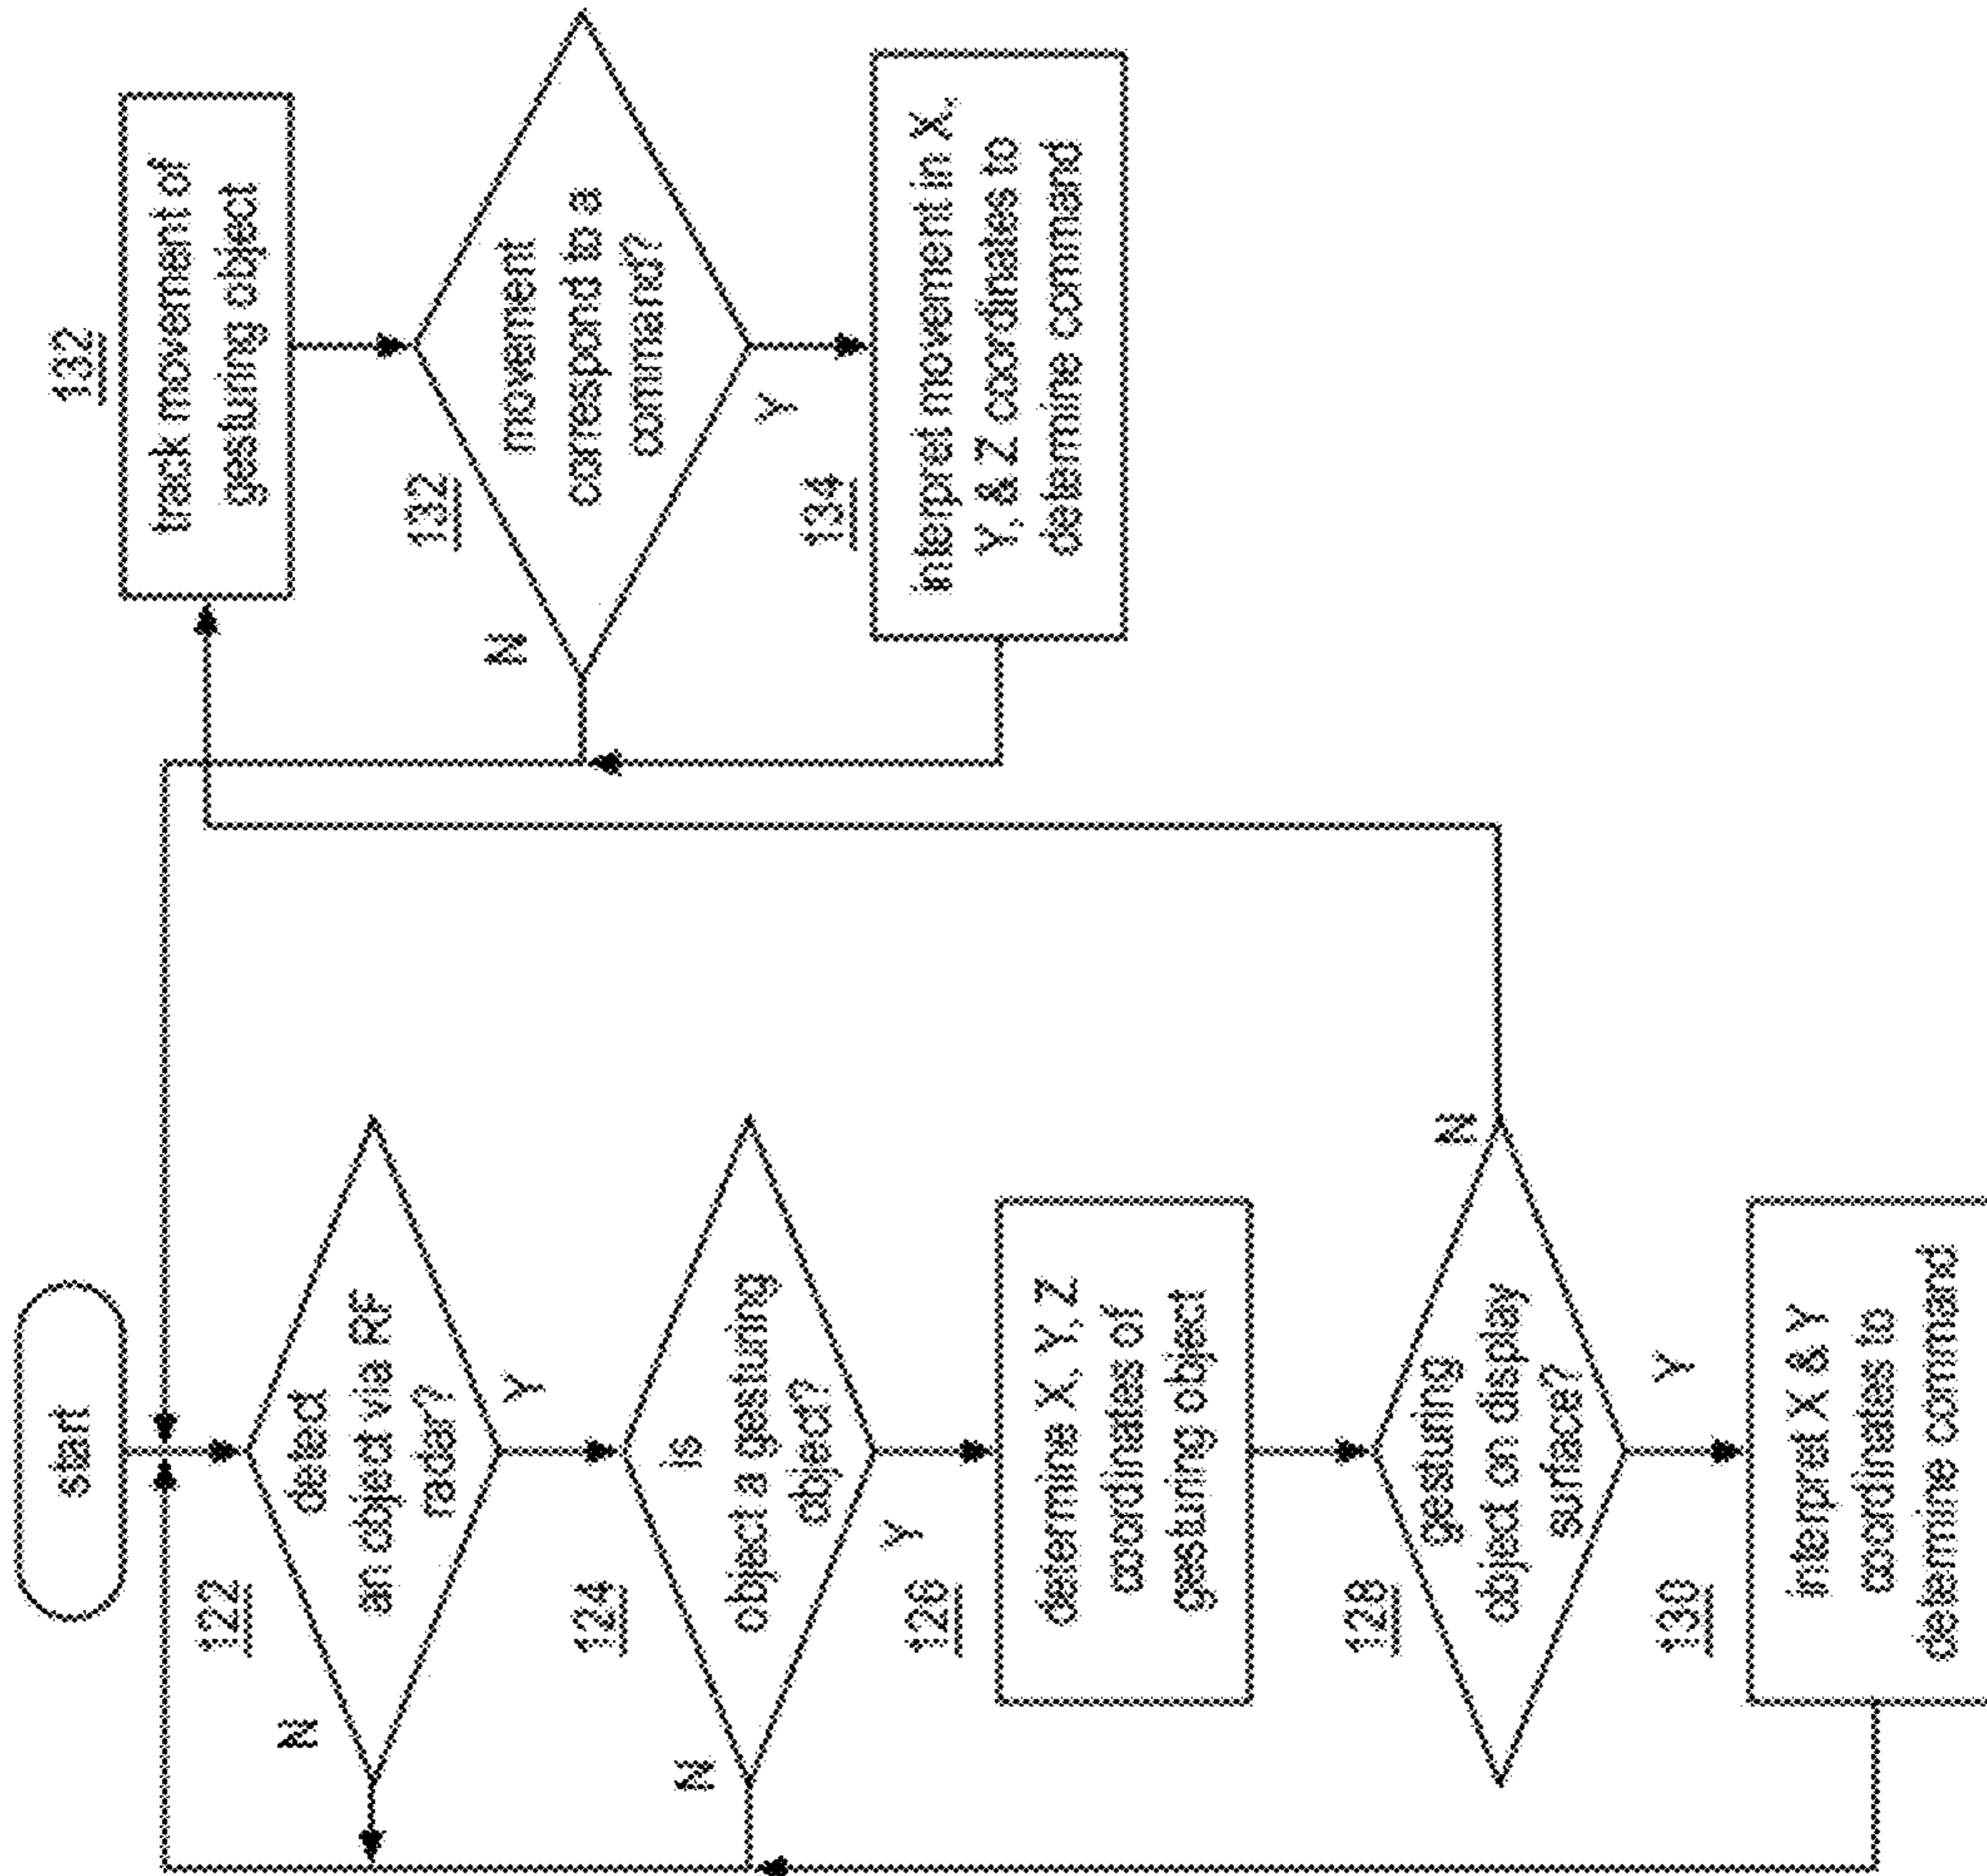 start
122
detect
an object via RF
radar?
N
Y
124
is
object a gesturing
object?
N
Y
126
determine X, Y, Z
coordinates of
gesturing object
128
gesturing
object on display
surface?
N
Y
130
interpret X & Y
coordinates to
determine command
132
track movement of
gesturing object
132
movement
correspond to a
command?
N
Y
134
interpret movement in X,
Y, & Z coordinates to
determine command